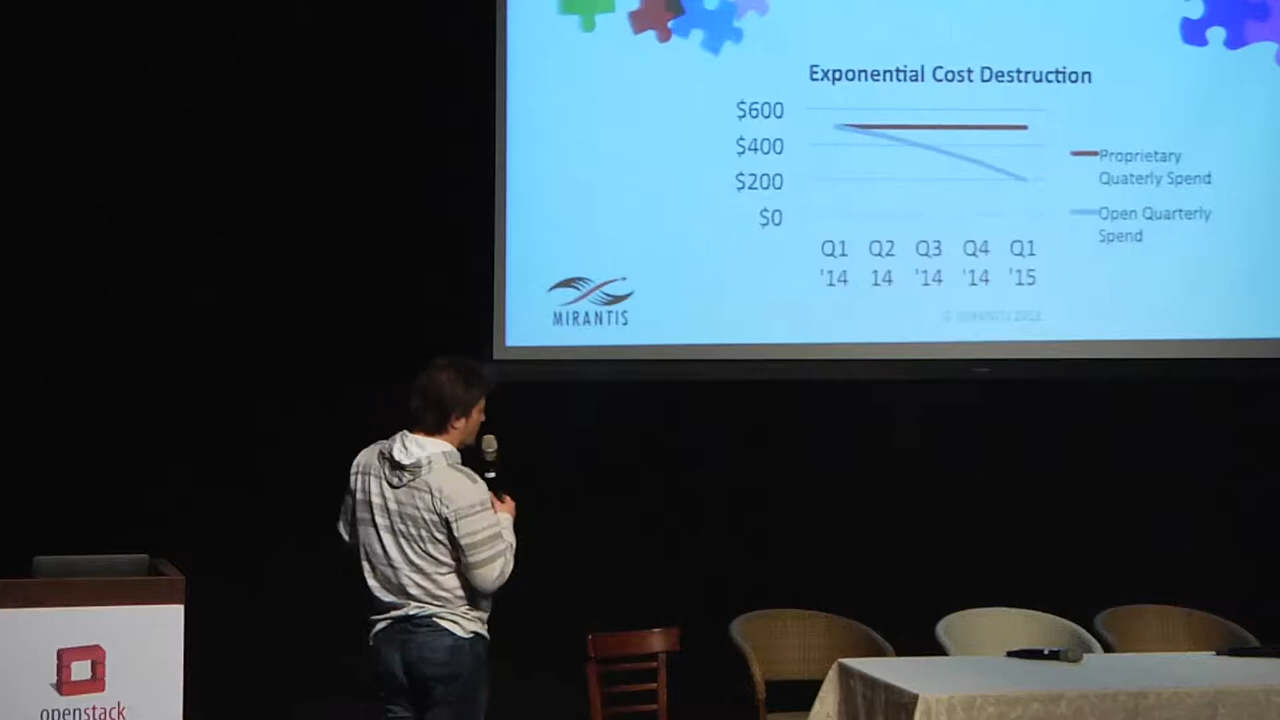 Exponential Cost Destruction
$600
$400
$200
$0
Q1 Q2 Q3 Q4 Q1
'14 14 '14 '14 '15
Proprietary
Quaterly Spend
Open Quarterly
Spend
MIRANTIS
openstack